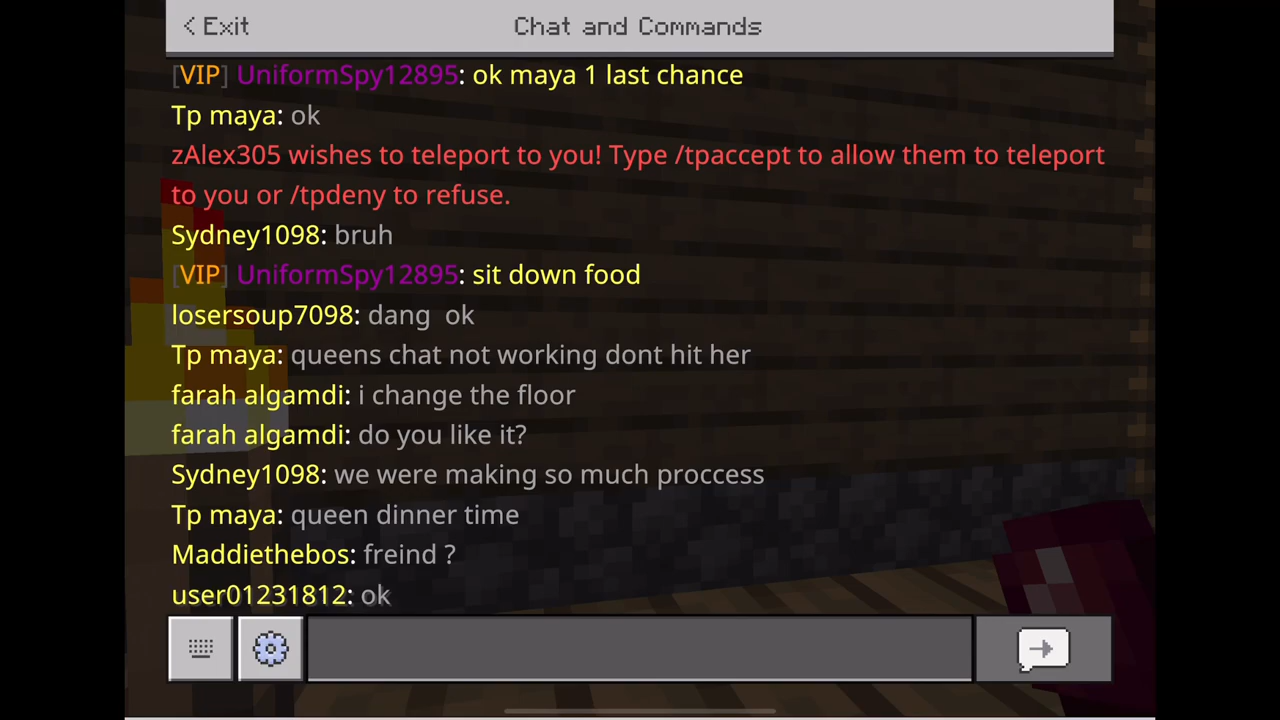 < Exit
Chat and Commands
[VIP] UniformSpy12895: ok maya 1 last chance
Tp maya: ok
zAlex305 wishes to teleport to you! Type /tpaccept to allow them to teleport
to you or /tpdeny to refuse.
Sydney1098: bruh
[VIP] UniformSpy12895: sit down food
losersoup7098: dang  ok
Tp maya: queens chat not working dont hit her
farah algamdi: i change the floor
farah algamdi: do you like it?
Sydney1098: we were making so much proccess
Tp maya: queen dinner time
Maddiethebos: freind ?
user01231812: ok